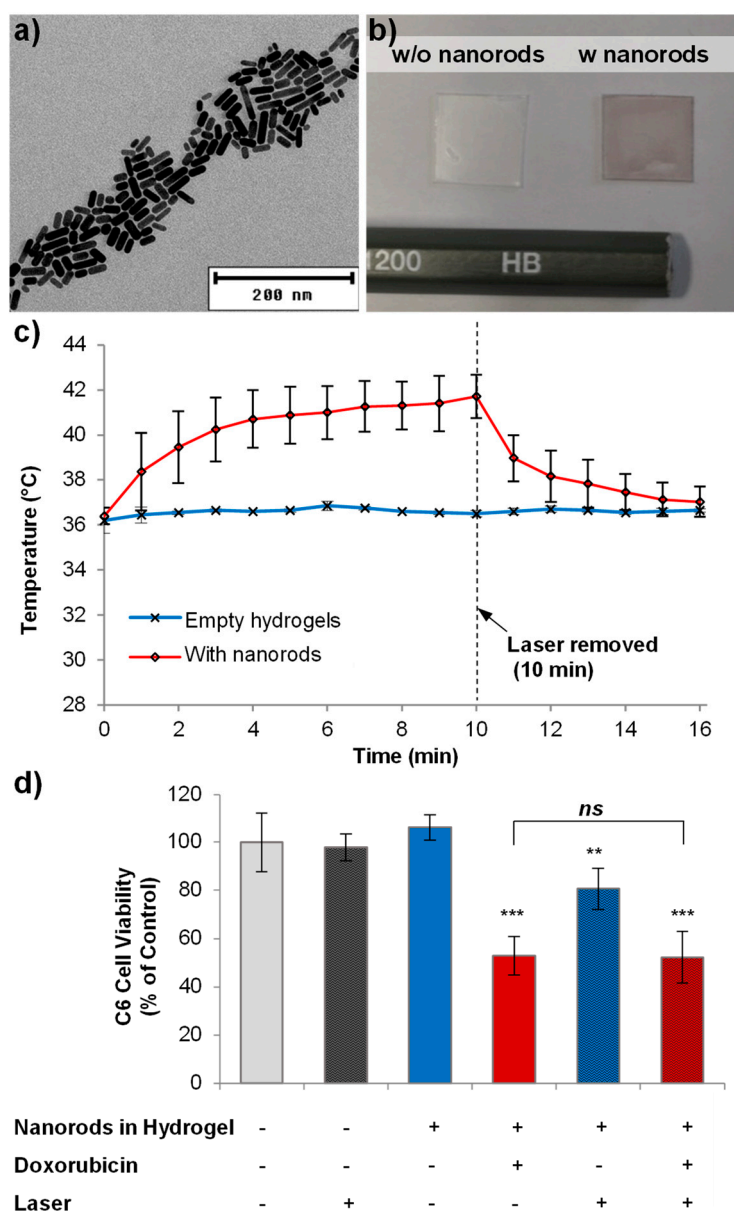 a)
200 nm
b)
w/o nanorods w nanorods
1200 HB
c)
44
42
40
38
36
34
32
30
28
Temperature (°C)
Empty hydrogels
With nanorods
Laser removed
(10 min)
0 2 4 6 8 10 12 14 16
Time (min)
d)
120
100
80
60
40
20
0
C6 Cell Viability
(% of Control)
ns
***
**
***
Nanorods in Hydrogel - - + + + +
Doxorubicin - - - + - +
Laser - + - - + +